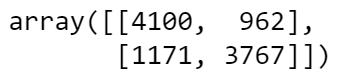 array([[4100,  962],
       [1171, 3767]])